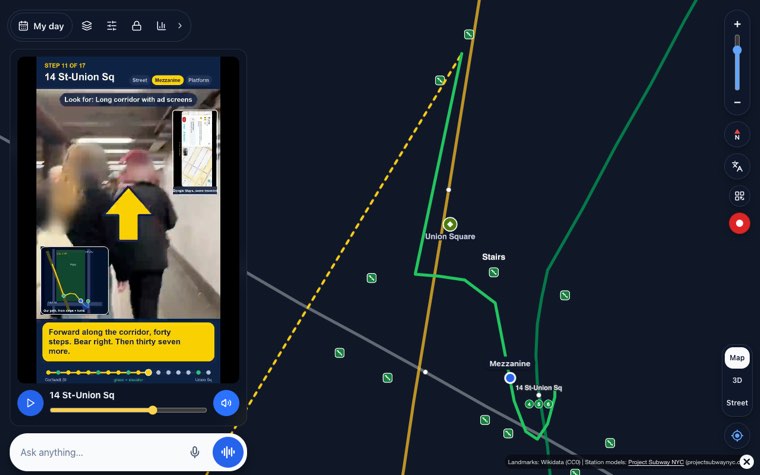 My day
STEP 11 OF 17
14 St-Union Sq
Street Mezzanine Platform
Look for: Long corridor with ad screens
Forward along the corridor, forty
steps. Bear right. Then thirty seven
more.
Union Sq
14 St-Union Sq
Ask anything...
Union Square
Stairs
Mezzanine
14 St-Union Sq
N
Map
3D
Street
Landmarks: Wikidata (CC0) | Station models: Project Subway NYC (projectsubwaynyc.c